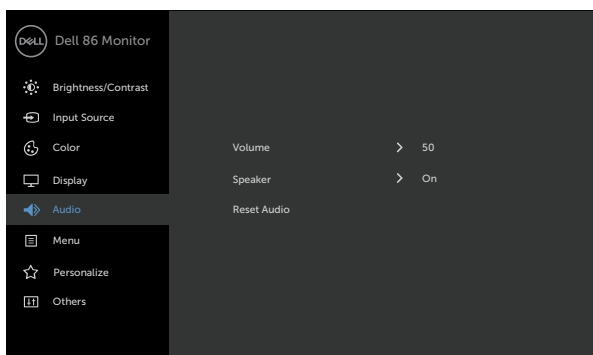 DELL Dell 86 Monitor
Brightness/Contrast
Input Source
Color
Volume 50
Display
Speaker On
Audio
Reset Audio
Menu
Personalize
Others